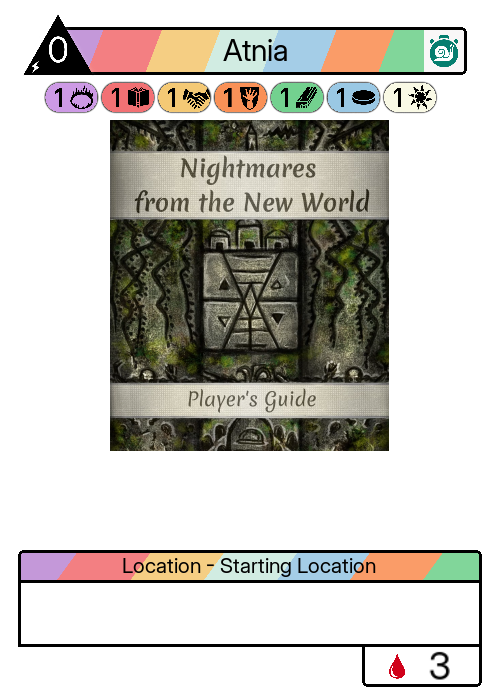 0
Atnia
1 1 1 1 1 1 1
Nightmares
from the New World
Player's Guide
Location - Starting Location
3